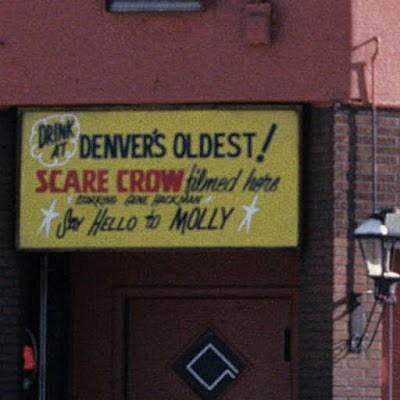 DRINK AT
DENVER'S OLDEST!
SCARE CROW filmed here
STARRING GENE HACKMAN
Say HELLO to MOLLY